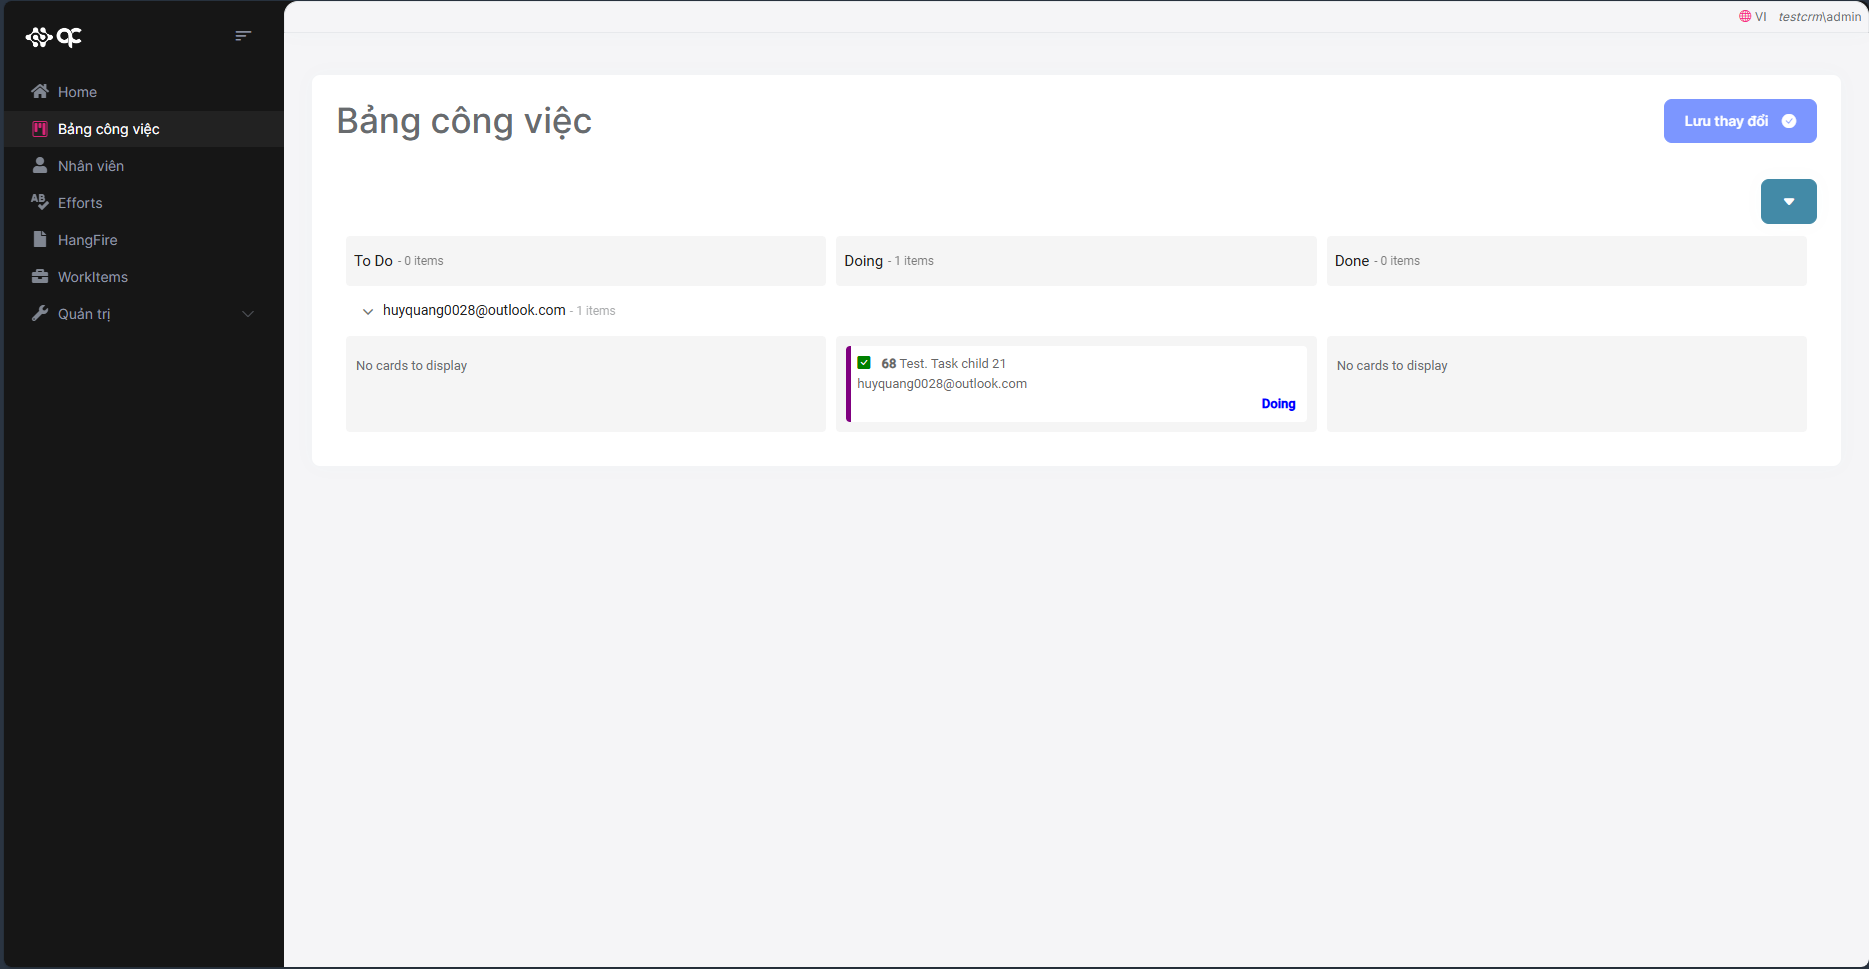 qc
VI testcrm\admin
Home
Bảng công việc
Nhân viên
AB Efforts
HangFire
WorkItems
Quản trị
Bảng công việc
Lưu thay đổi
To Do - 0 items
Doing - 1 items
Done - 0 items
huyquang0028@outlook.com - 1 items
No cards to display
68 Test. Task child 21
huyquang0028@outlook.com
Doing
No cards to display